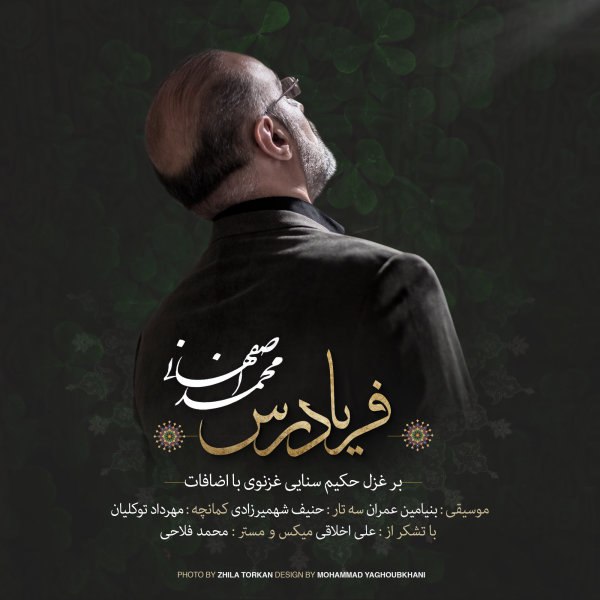 محمد اصفهانی
فریادرس
بر غزل حکیم سنایی غزنوی با اضافات
موسیقی : بنیامین عمران سه تار : حنیف شهمیرزادی کمانچه : مهرداد توکلیان
با تشکر از : علی اخلاقی میکس و مستر : محمد فلاحی
PHOTO BY ZHILA TORKAN DESIGN BY MOHAMMAD YAGHOUBKHANI